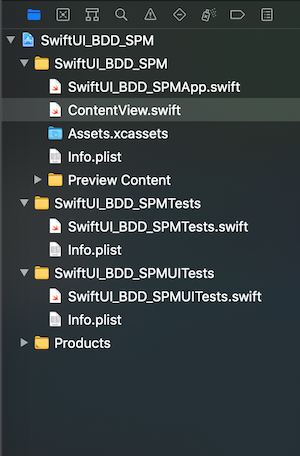 SwiftUI_BDD_SPM
SwiftUI_BDD_SPM
SwiftUI_BDD_SPMApp.swift
ContentView.swift
Assets.xcassets
Info.plist
Preview Content
SwiftUI_BDD_SPMTests
SwiftUI_BDD_SPMTests.swift
Info.plist
SwiftUI_BDD_SPMUITests
SwiftUI_BDD_SPMUITests.swift
Info.plist
Products